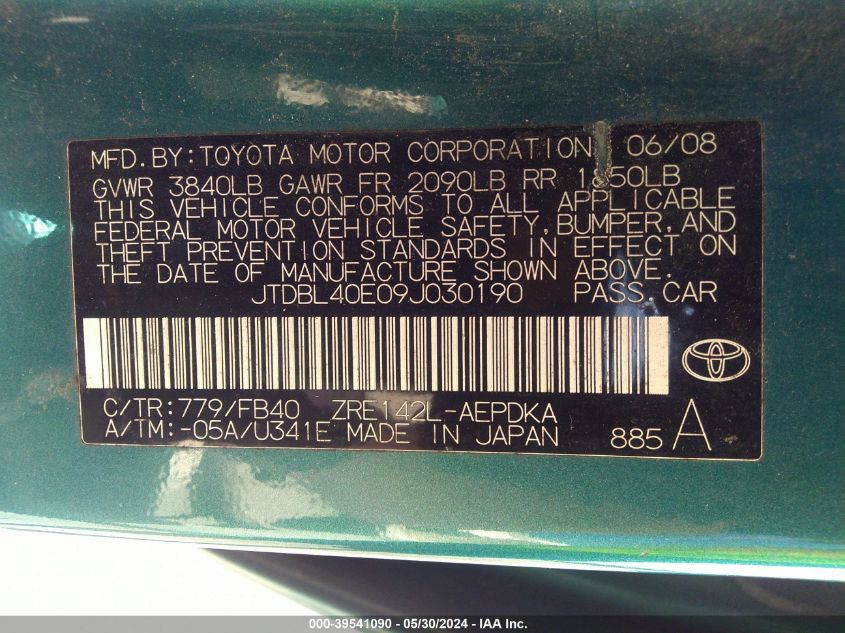 MFD.BY:TOYOTA MOTOR CORPORATION 06/08
GVWR 3840LB GAWR FR 2090LB RR
THIS VEHICLE CONFORMS TO ALL APPLICABLE
FEDERAL MOTOR VEHICLE SAFETY,BUMPER,AND
THEFT PREVENTION STANDARDS IN EFFECT ON
THE DATE OF MANUFACTURE SHOWN ABOVE.
JTDBL40E09J030190 PASS.CAR
C/TR:779/FB40 ZRE142L-AEPDKA
A/TM:-05A/U341E MADE IN JAPAN 885 A
000-39541090 - 05/30/2024 - IAAI.com